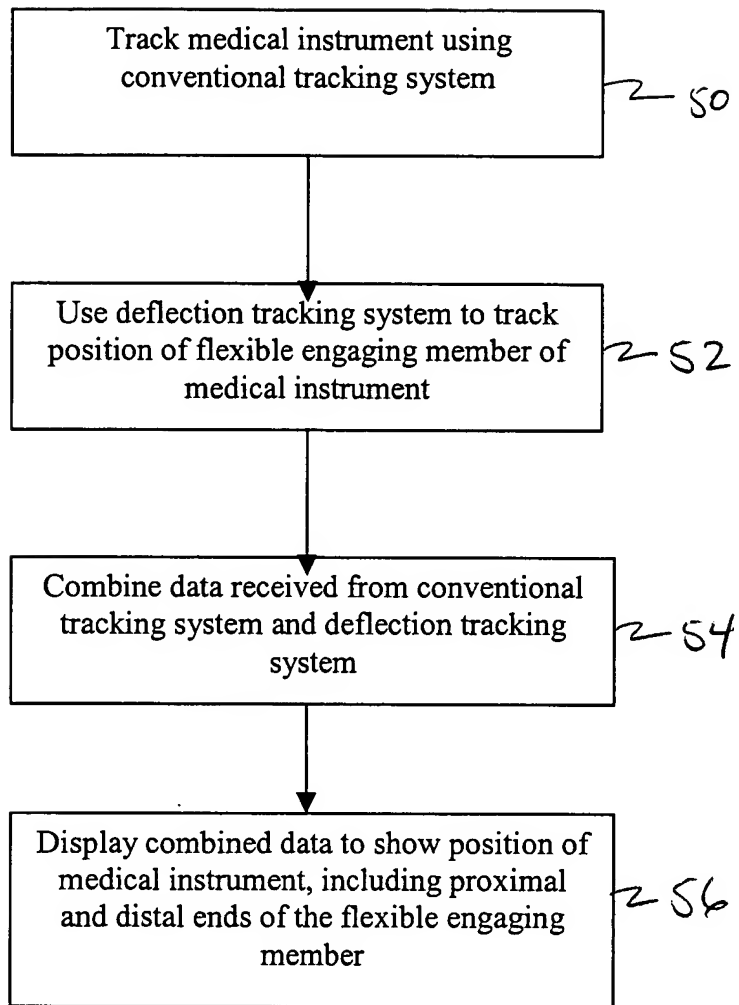 Track medical instrument using
conventional tracking system
50
Use deflection tracking system to track
position of flexible engaging member of
medical instrument
52
Combine data received from conventional
tracking system and deflection tracking
system
54
Display combined data to show position of
medical instrument, including proximal
and distal ends of the flexible engaging
member
56